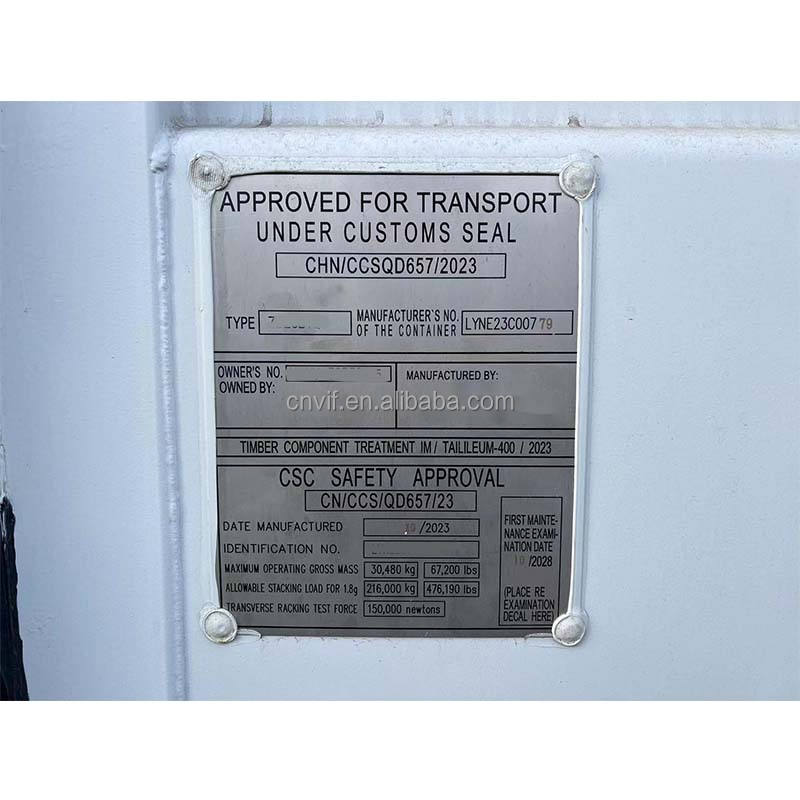 APPROVED FOR TRANSPORT
UNDER CUSTOMS SEAL
CHN/CCSQD657/2023
TYPE
MANUFACTURER'S NO.
OF THE CONTAINER
LYNE23C00779
OWNER'S NO.
OWNED BY:
MANUFACTURED BY:
cnvif.en.alibaba.com
TIMBER COMPONENT TREATMENT IM/ TAILILEUM-400 / 2023
CSC SAFETY APPROVAL
CN/CCS/QD657/23
DATE MANUFACTURED 10 /2023
IDENTIFICATION NO.
MAXIMUM OPERATING GROSS MASS 30,480 kg 67,200 lbs
ALLOWABLE STACKING LOAD FOR 1.8g 216,000 kg 476,190 lbs
TRANSVERSE RACKING TEST FORCE 150,000 newtons
FIRST MAINTE-
NANCE EXAMI-
NATION DATE
10 /2028
(PLACE RE
EXAMINATION
DECAL HERE)